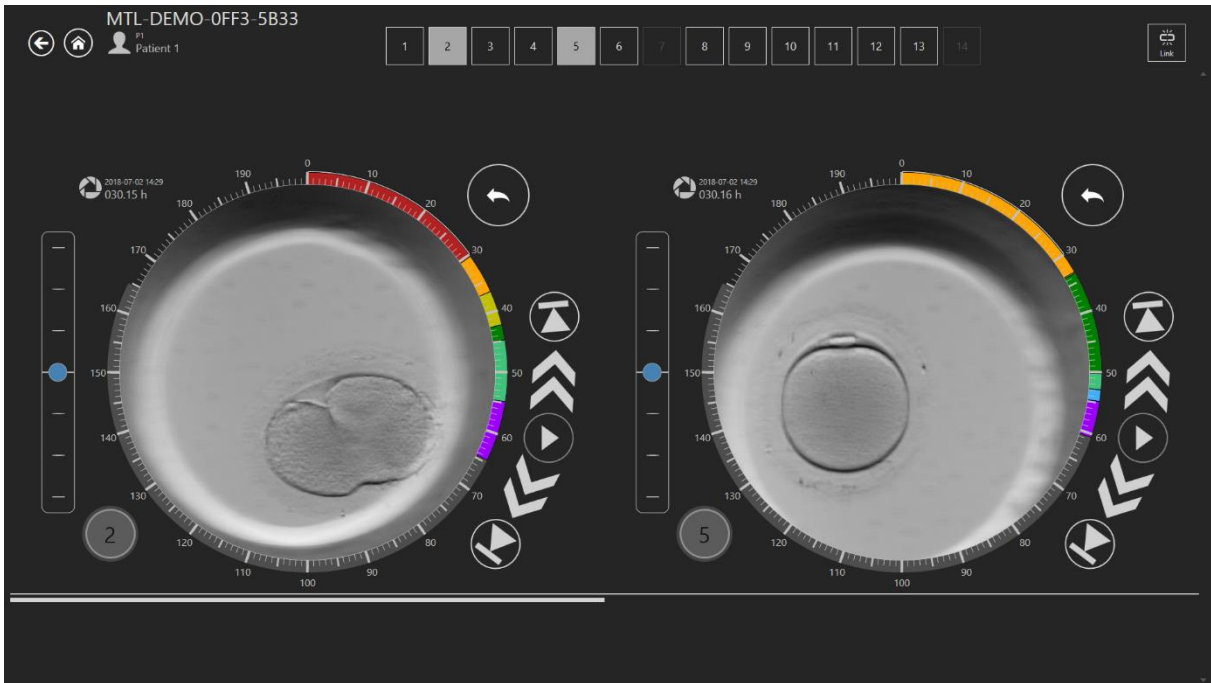 MTL-DEMO-0FF3-5B33
P1
Patient 1
1 2 3 4 5 6 7 8 9 10 11 12 13 14
Link
2018-07-02 14:29
030.15 h
0 10 20 30 40 50 60 70 80 90 100 110 120 130 140 150 160 170 180 190
2
2018-07-02 14:29
030.16 h
0 10 20 30 40 50 60 70 80 90 100 110 120 130 140 150 160 170 180 190
5